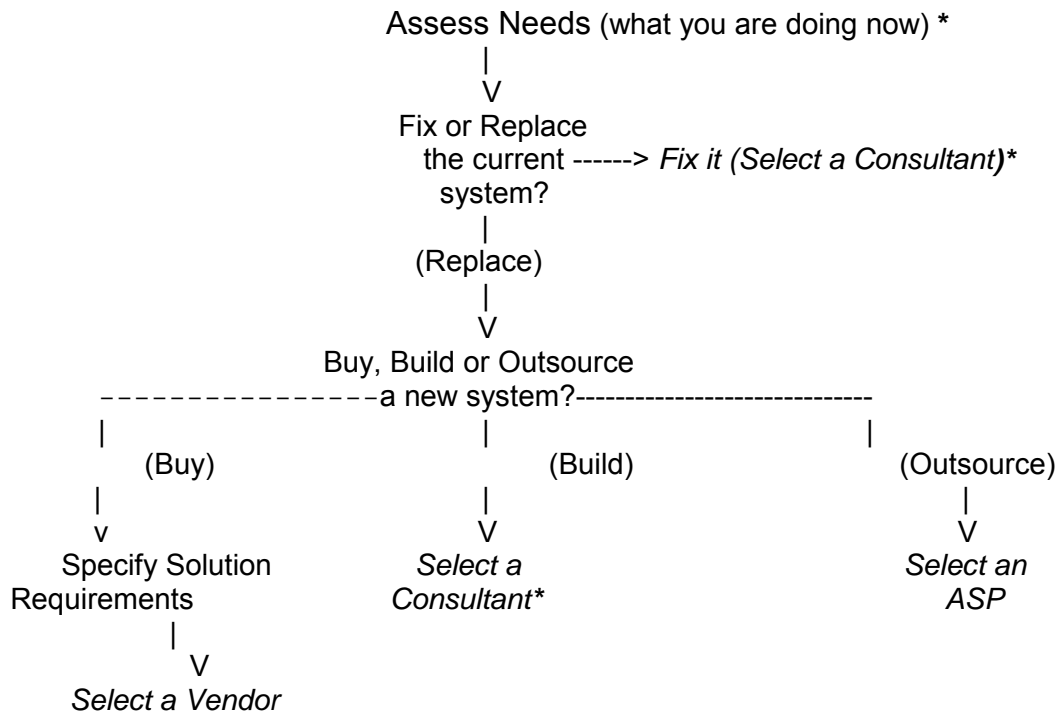 Assess Needs (what you are doing now) *
|
V
Fix or Replace
the current ------> Fix it (Select a Consultant)*
system?
|
(Replace)
|
V
Buy, Build or Outsource
----------------a new system?------------------------------
| | |
(Buy) (Build) (Outsource)
| | |
v V V
Specify Solution Select a Select an
Requirements Consultant* ASP
|
V
Select a Vendor